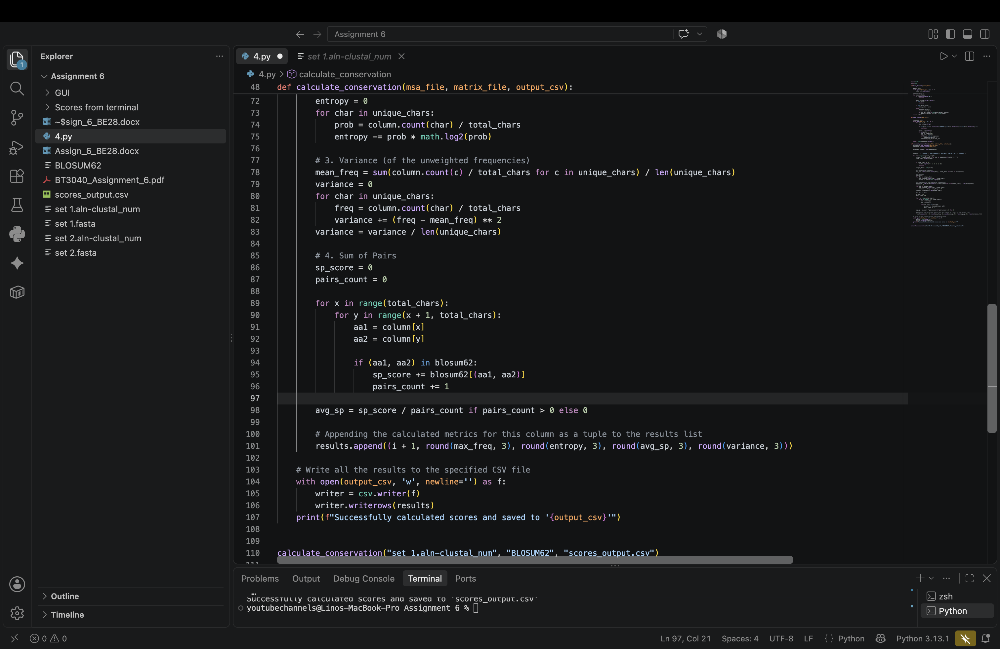 Assignment 6
Explorer
Assignment 6
GUI
Scores from terminal
~$sign_6_BE28.docx
4.py
Assign_6_BE28.docx
BLOSUM62
BT3040_Assignment_6.pdf
scores_output.csv
set 1.aln-clustal_num
set 1.fasta
set 2.aln-clustal_num
set 2.fasta
Outline
Timeline
1
4.py
set 1.aln-clustal_num
4.py > calculate_conservation
48 def calculate_conservation(msa_file, matrix_file, output_csv):
72 entropy = 0
73 for char in unique_chars:
74 prob = column.count(char) / total_chars
75 entropy -= prob * math.log2(prob)
76
77 # 3. Variance (of the unweighted frequencies)
78 mean_freq = sum(column.count(c) / total_chars for c in unique_chars) / len(unique_chars)
79 variance = 0
80 for char in unique_chars:
81 freq = column.count(char) / total_chars
82 variance += (freq - mean_freq) ** 2
83 variance = variance / len(unique_chars)
84
85 # 4. Sum of Pairs
86 sp_score = 0
87 pairs_count = 0
88
89 for x in range(total_chars):
90 for y in range(x + 1, total_chars):
91 aa1 = column[x]
92 aa2 = column[y]
93
94 if (aa1, aa2) in blosum62:
95 sp_score += blosum62[(aa1, aa2)]
96 pairs_count += 1
97
98 avg_sp = sp_score / pairs_count if pairs_count > 0 else 0
99
100 # Appending the calculated metrics for this column as a tuple to the results list
101 results.append((i + 1, round(max_freq, 3), round(entropy, 3), round(avg_sp, 3), round(variance, 3)))
102
103 # Write all the results to the specified CSV file
104 with open(output_csv, 'w', newline='') as f:
105 writer = csv.writer(f)
106 writer.writerows(results)
107 print(f"Successfully calculated scores and saved to '{output_csv}'")
108
109
110 calculate_conservation("set 1.aln-clustal_num", "BLOSUM62", "scores_output.csv")
111
Problems Output Debug Console Terminal Ports
Successfully calculated scores and saved to 'scores_output.csv'
youtubechannels@Linos-MacBook-Pro Assignment 6 %
zsh
Python
0 0
Ln 97, Col 21 Spaces: 4 UTF-8 LF {} Python Python 3.13.1